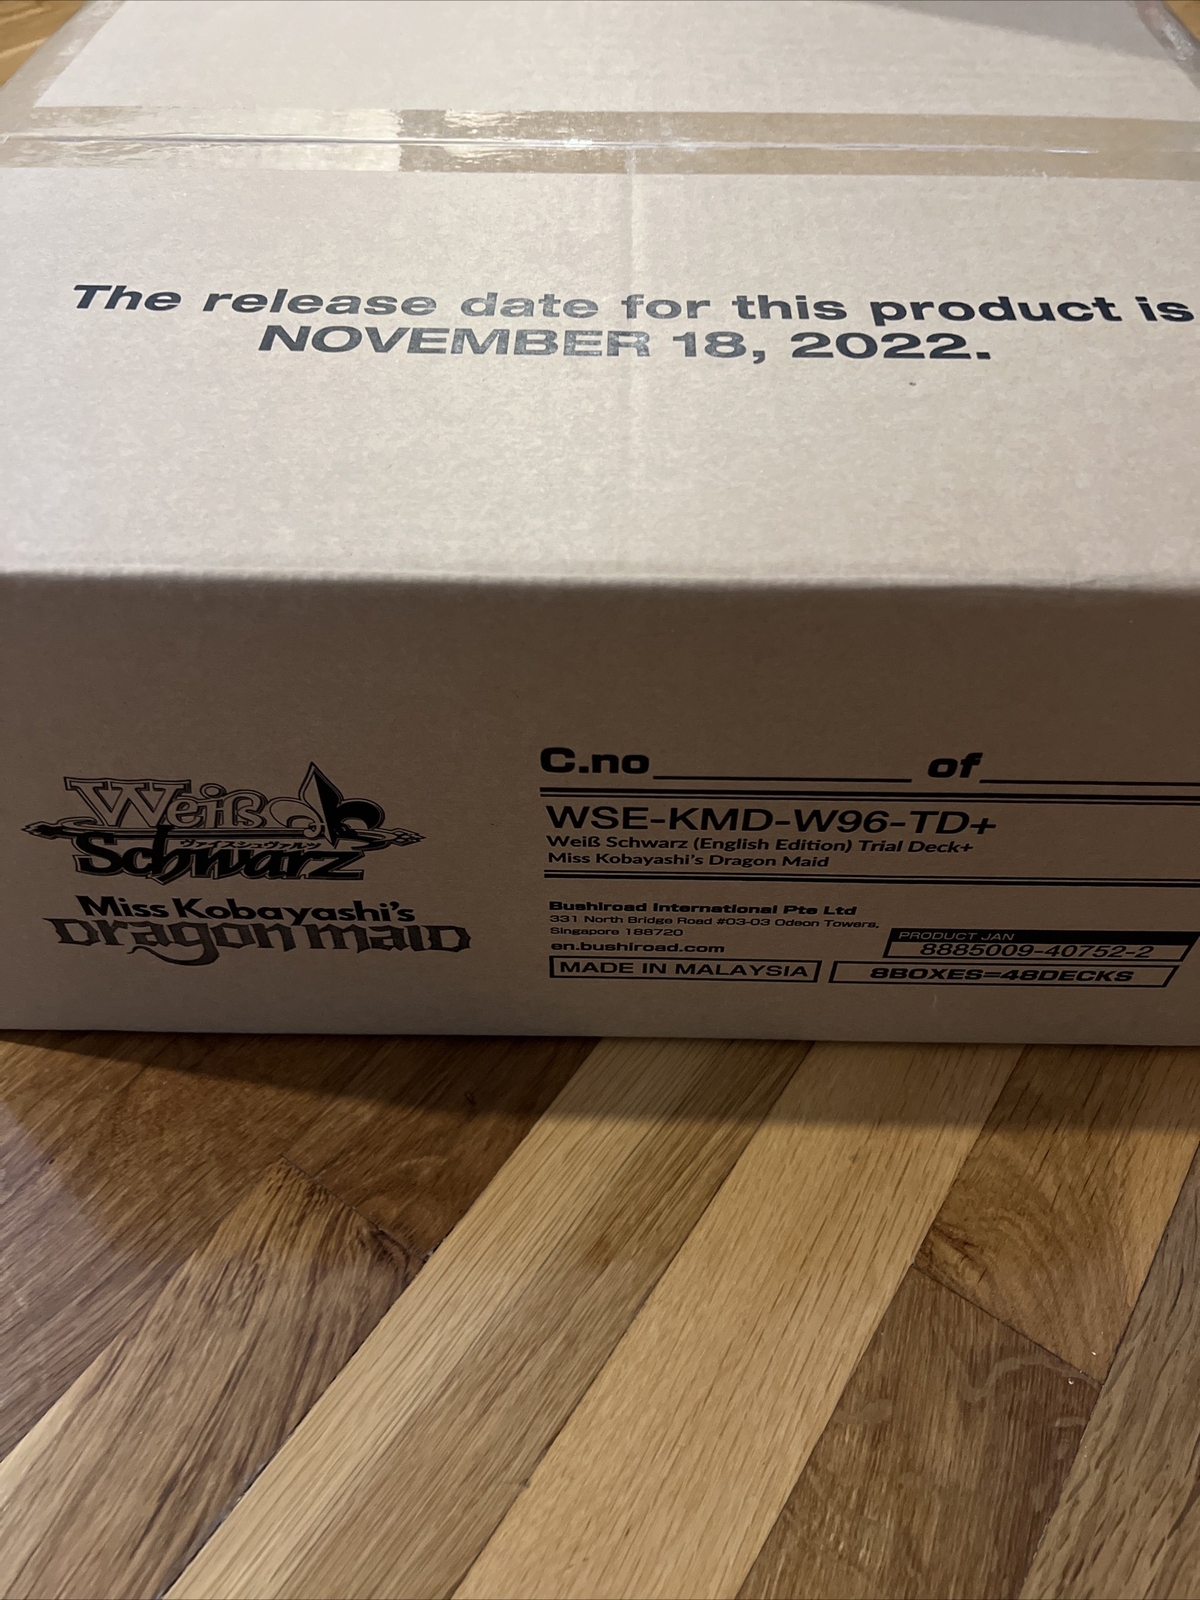 The release date for this product is
NOVEMBER 18, 2022.
Weiß
ヴァイスシュヴァルツ
Schwarz
Miss Kobayashi's
Dragon maid
C.no of
WSE-KMD-W96-TD+
Weiß Schwarz (English Edition) Trial Deck+
Miss Kobayashi's Dragon Maid
Bushiroad International Pte Ltd
331 North Bridge Road #03-03 Odeon Towers,
Singapore 188720
en.bushiroad.com
MADE IN MALAYSIA
PRODUCT JAN
8885009-40752-2
8BOXES=48DECKS